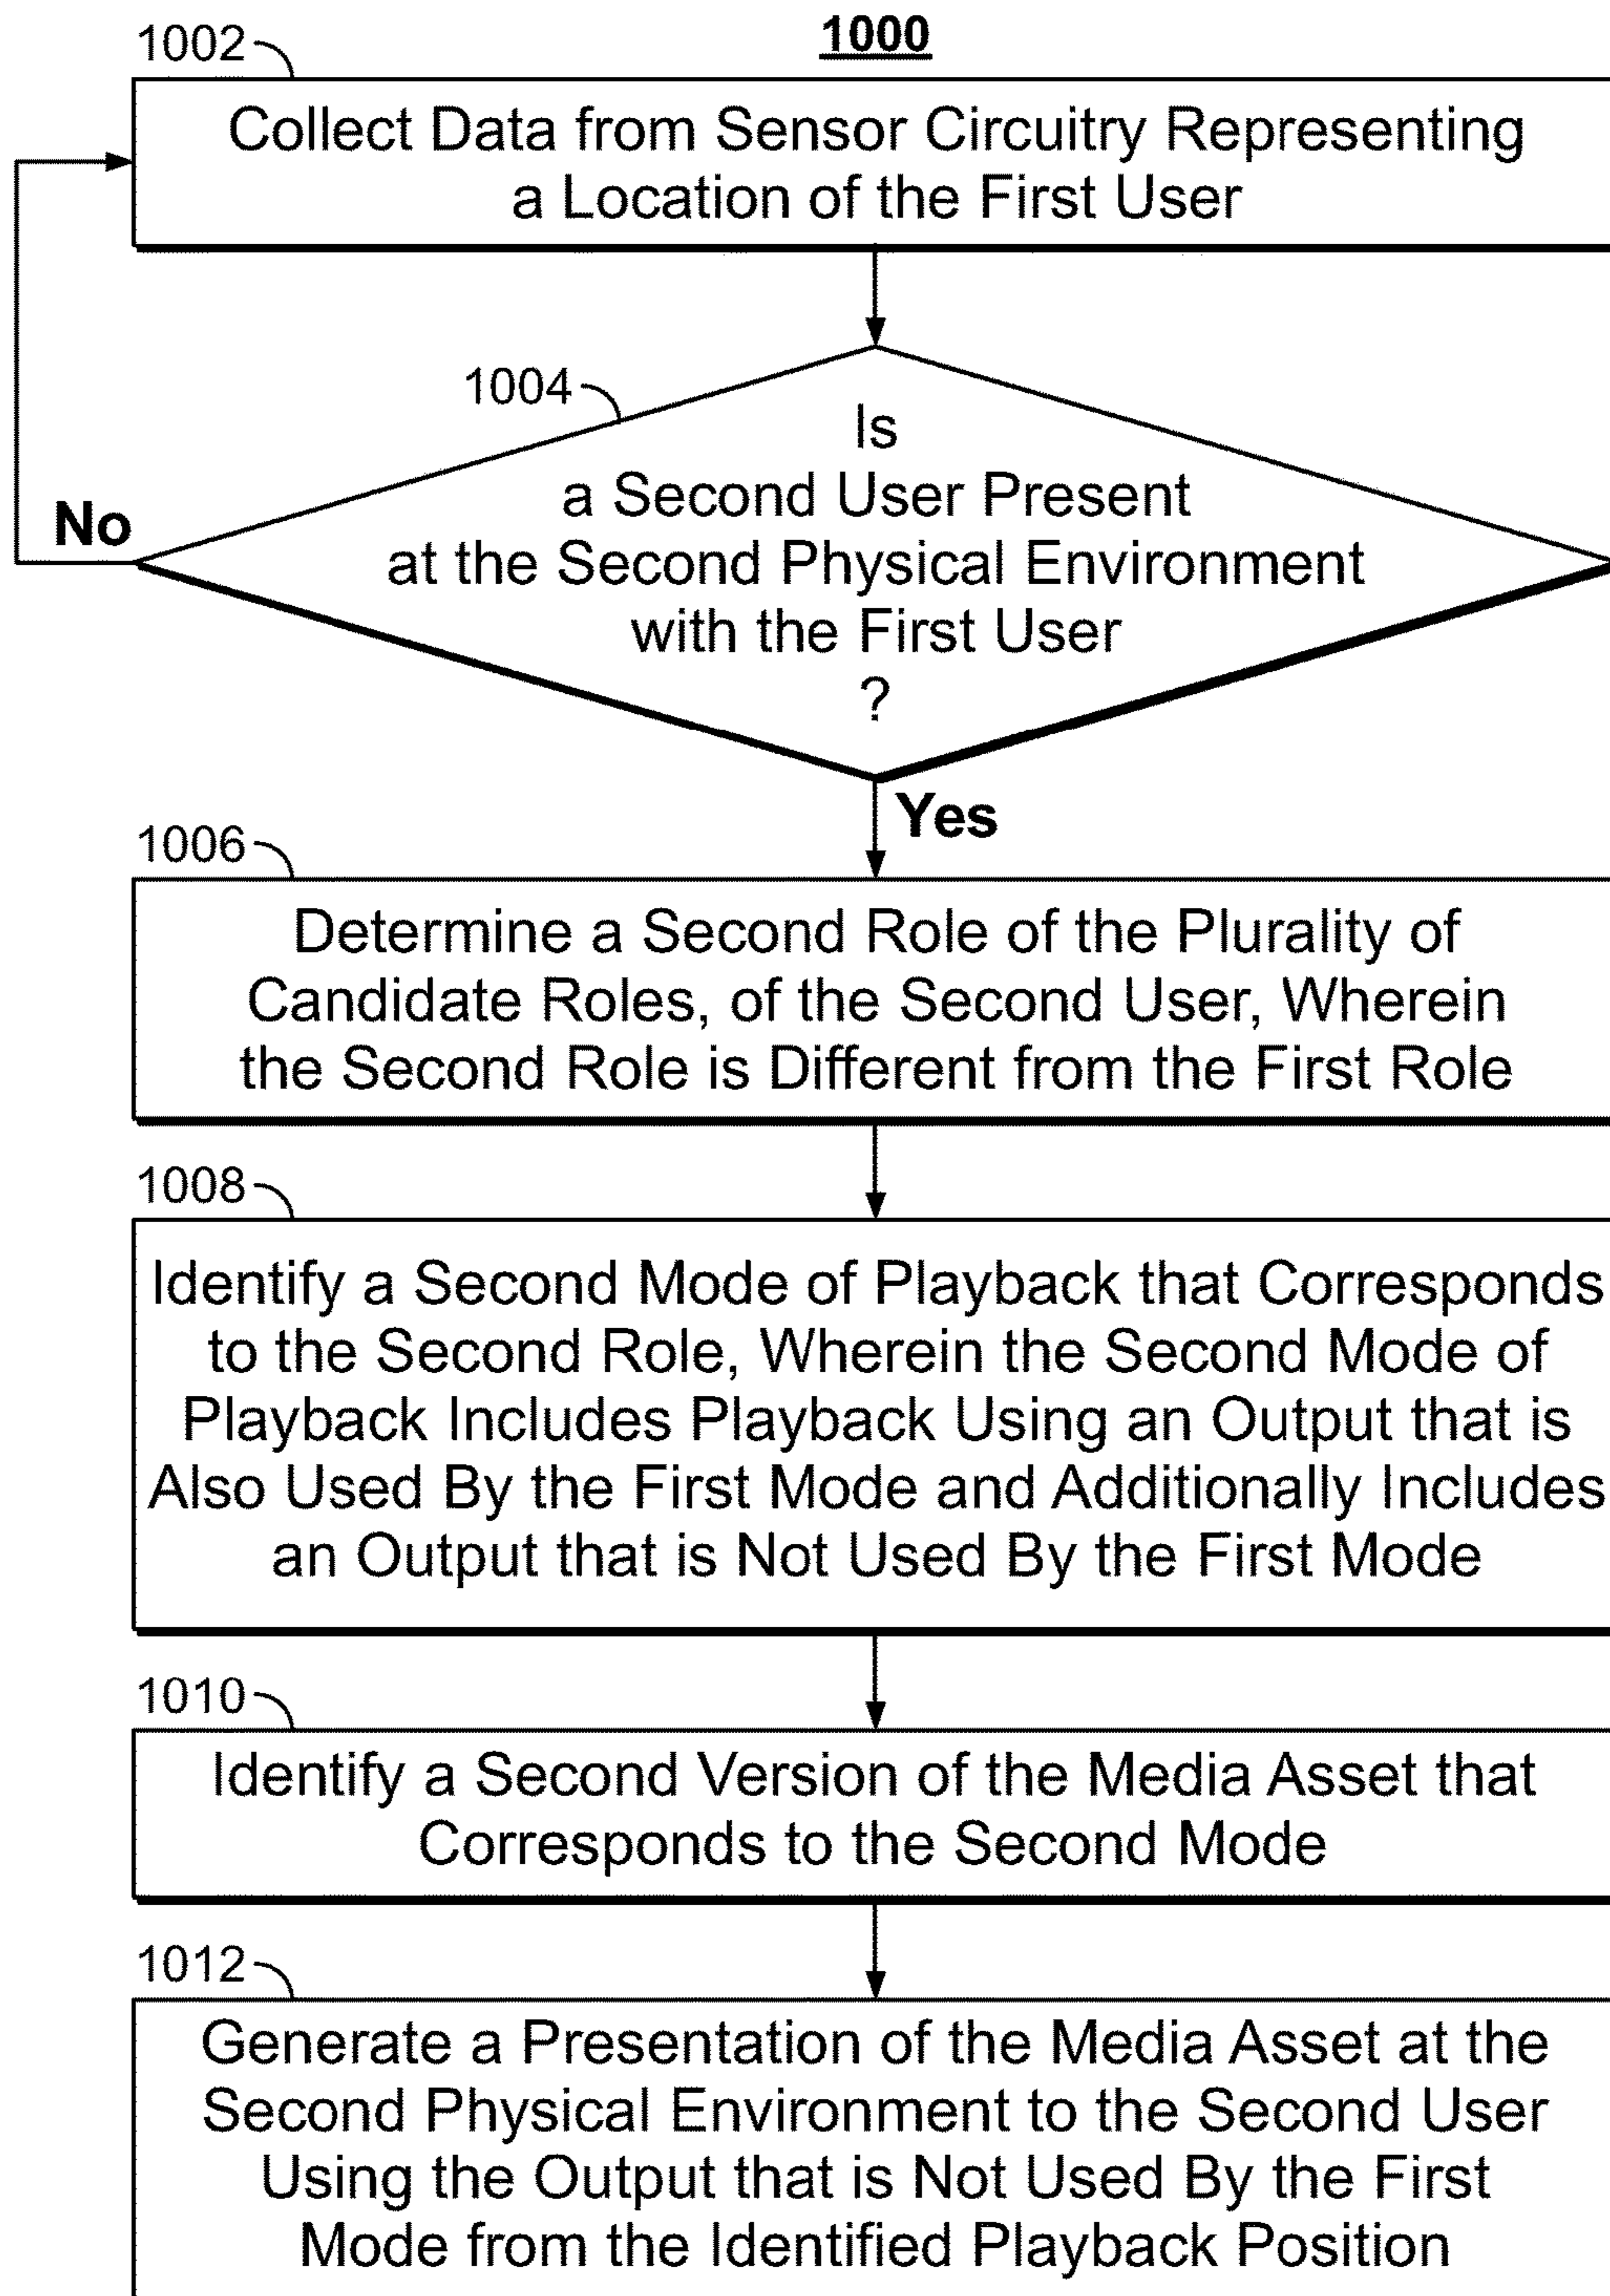 1000
1002
Collect Data from Sensor Circuitry Representing
a Location of the First User
1004
Is
a Second User Present
at the Second Physical Environment
with the First User
?
No
Yes
1006
Determine a Second Role of the Plurality of
Candidate Roles, of the Second User, Wherein
the Second Role is Different from the First Role
1008
Identify a Second Mode of Playback that Corresponds
to the Second Role, Wherein the Second Mode of
Playback Includes Playback Using an Output that is
Also Used By the First Mode and Additionally Includes
an Output that is Not Used By the First Mode
1010
Identify a Second Version of the Media Asset that
Corresponds to the Second Mode
1012
Generate a Presentation of the Media Asset at the
Second Physical Environment to the Second User
Using the Output that is Not Used By the First
Mode from the Identified Playback Position